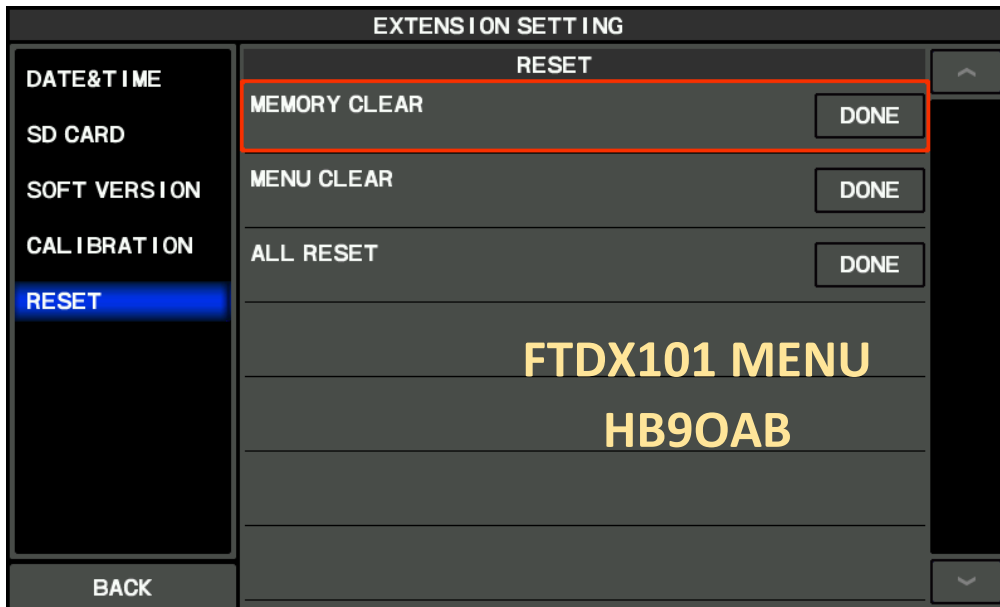 EXTENSION SETTING
DATE&TIME
SD CARD
SOFT VERSION
CALIBRATION
RESET
BACK
RESET
MEMORY CLEAR DONE
MENU CLEAR DONE
ALL RESET DONE
FTDX101 MENU
HB9OAB